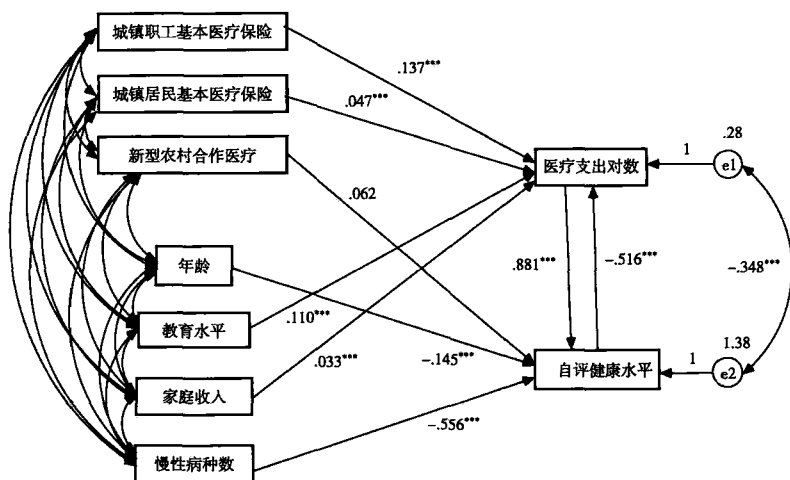 城镇职工基本医疗保险
.137***
城镇居民基本医疗保险
.047***
.28
新型农村合作医疗
医疗支出对数
1
e1
.062
年龄
.881***
-.516***
-.348***
教育水平
.110***
.033***
-.145***
1.38
家庭收入
自评健康水平
1
e2
-.556***
慢性病种数